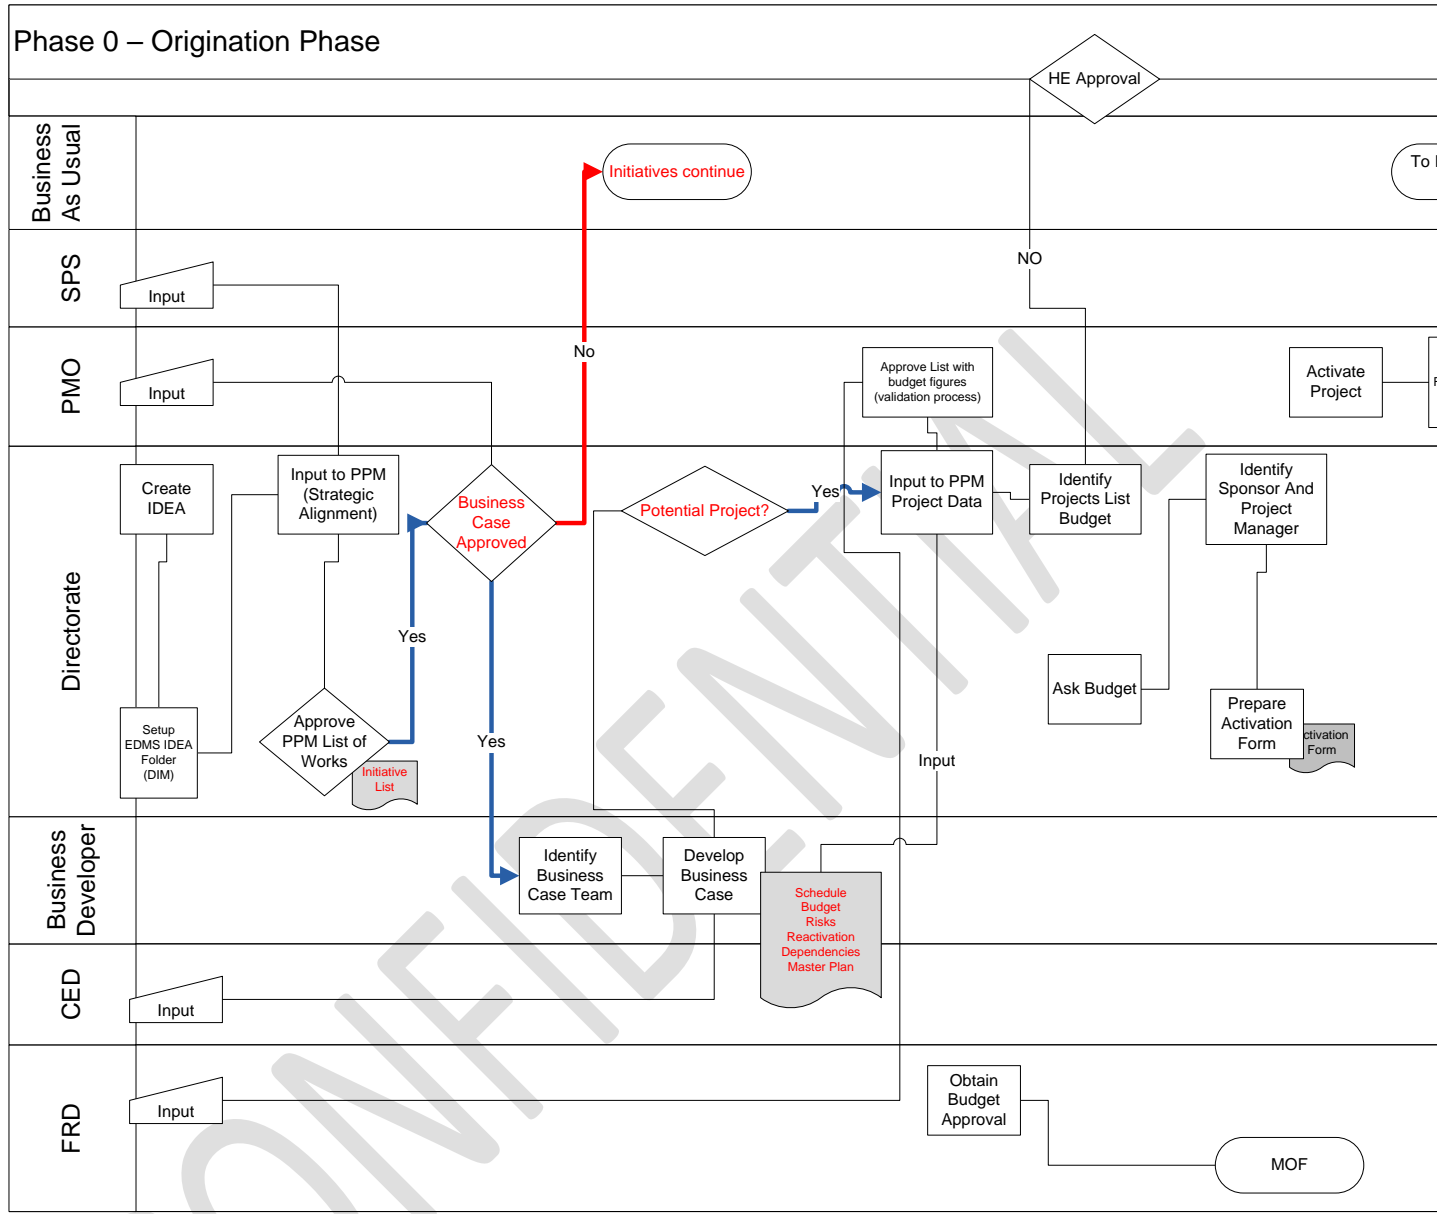 Phase 0 – Origination Phase
HE Approval
Business
As Usual
Initiatives continue
To
SPS
Input
NO
PMO
Input
No
Approve List with
budget figures
(validation process)
Activate
Project
Directorate
Create
IDEA
Input to PPM
(Strategic
Alignment)
Business
Case
Approved
Potential Project?
Yes
Input to PPM
Project Data
Identify
Projects List
Budget
Identify
Sponsor And
Project
Manager
Yes
Ask Budget
Setup
EDMS IDEA
Folder
(DIM)
Approve
PPM List of
Works
Initiative
List
Yes
Input
Prepare
Activation
Form
ctivation
Form
Business
Developer
Identify
Business
Case Team
Develop
Business
Case
Schedule
Budget
Risks
Reactivation
Dependencies
Master Plan
CED
Input
FRD
Input
Obtain
Budget
Approval
MOF
ONFIDENTIAL